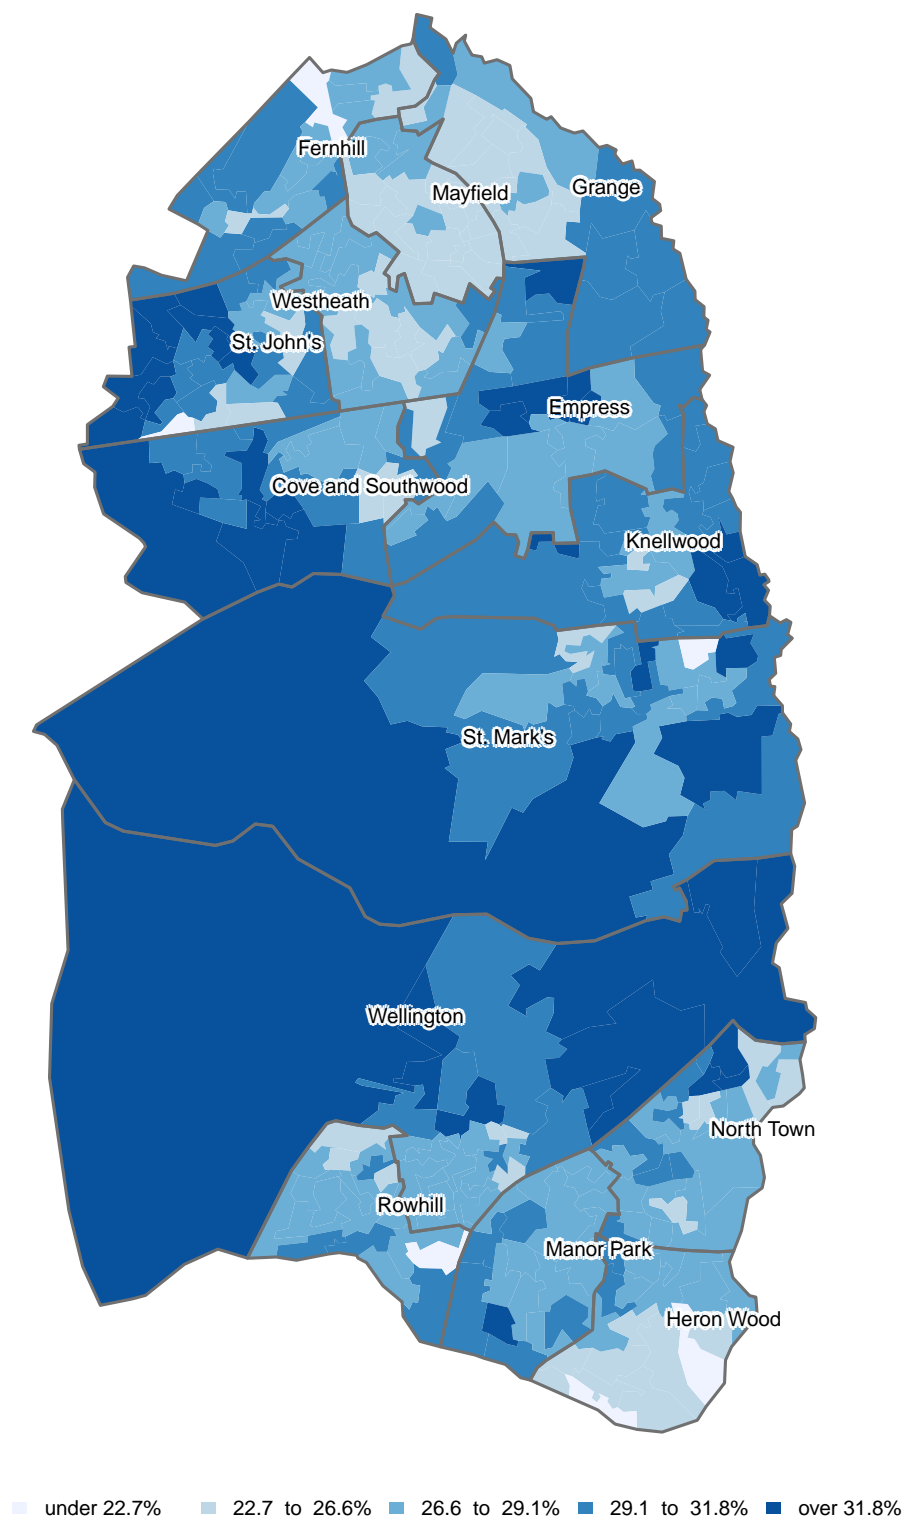 Fernhill
Mayfield
Grange
Westheath
St. John's
Empress
Cove and Southwood
Knellwood
St. Mark's
Wellington
North Town
Rowhill
Manor Park
Heron Wood
under 22.7% 22.7 to 26.6% 26.6 to 29.1% 29.1 to 31.8% over 31.8%